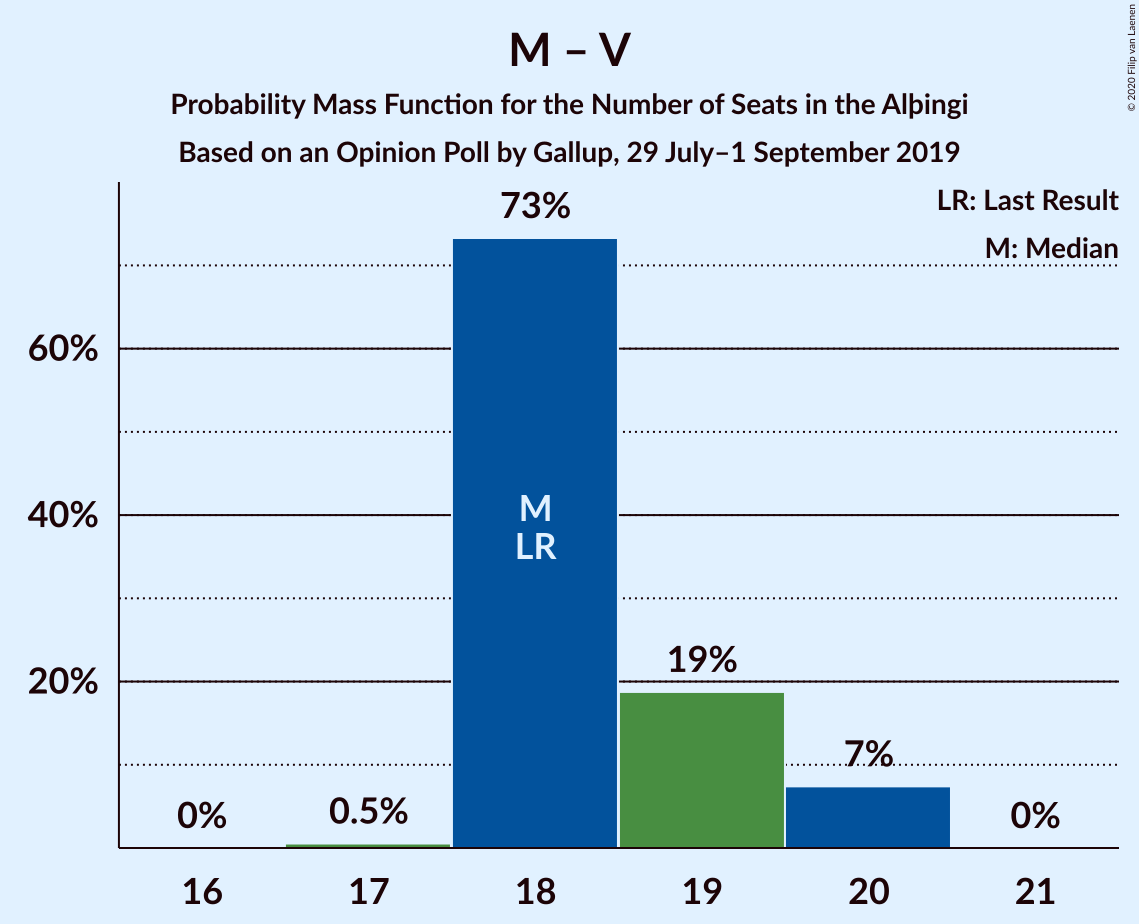 M – V
Probability Mass Function for the Number of Seats in the Alþingi
Based on an Opinion Poll by Gallup, 29 July–1 September 2019
© 2020 Filip van Laenen
LR: Last Result
M: Median
73%
60%
40%
20%
M
LR
19%
7%
0%
0.5%
0%
16
17
18
19
20
21